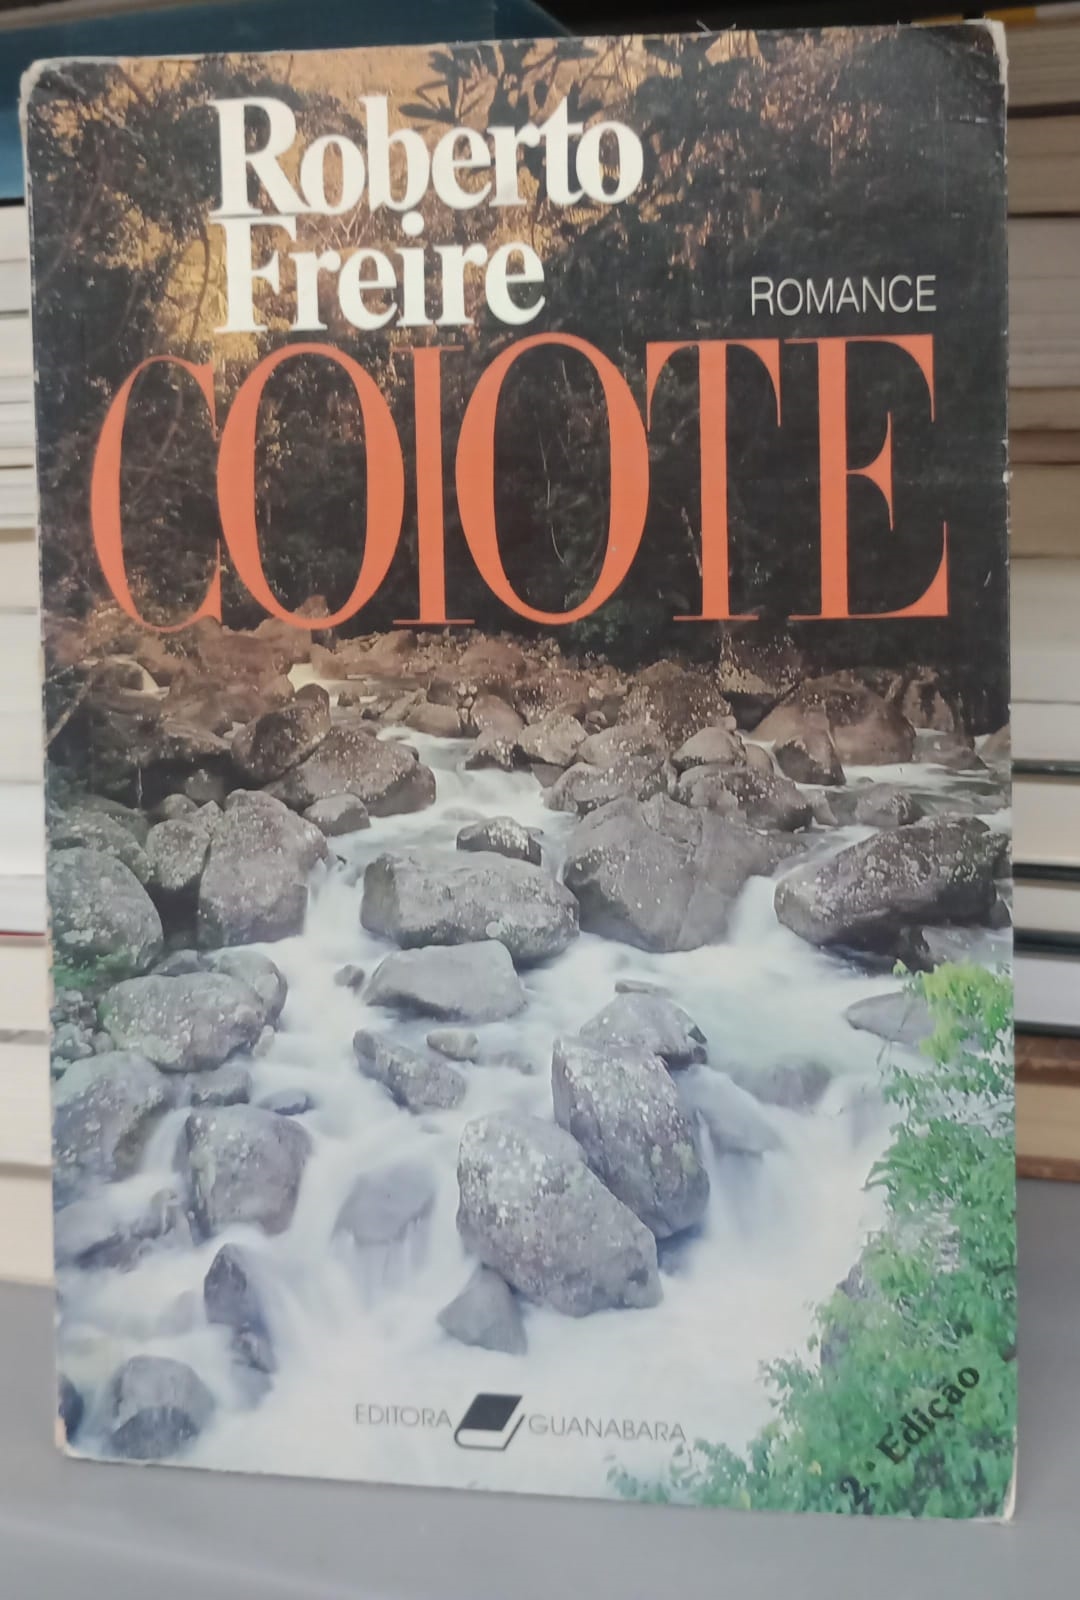 Roberto
Freire
ROMANCE
COIOTE
EDITORA GUANABARA
2. Edição